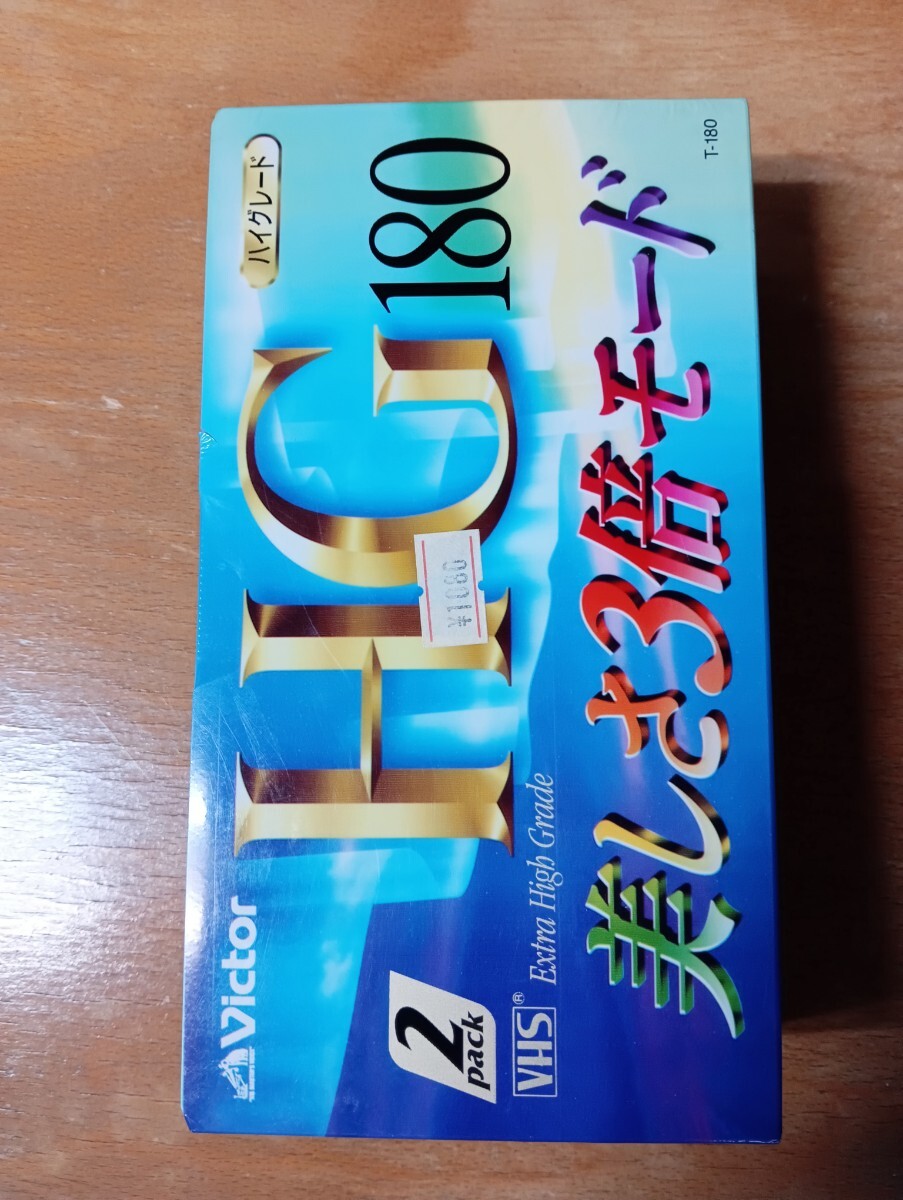 Victor
ハイグレード
HG180
¥1080
2
pack
VHS®
Extra High Grade
美しさ3倍モード
T-180